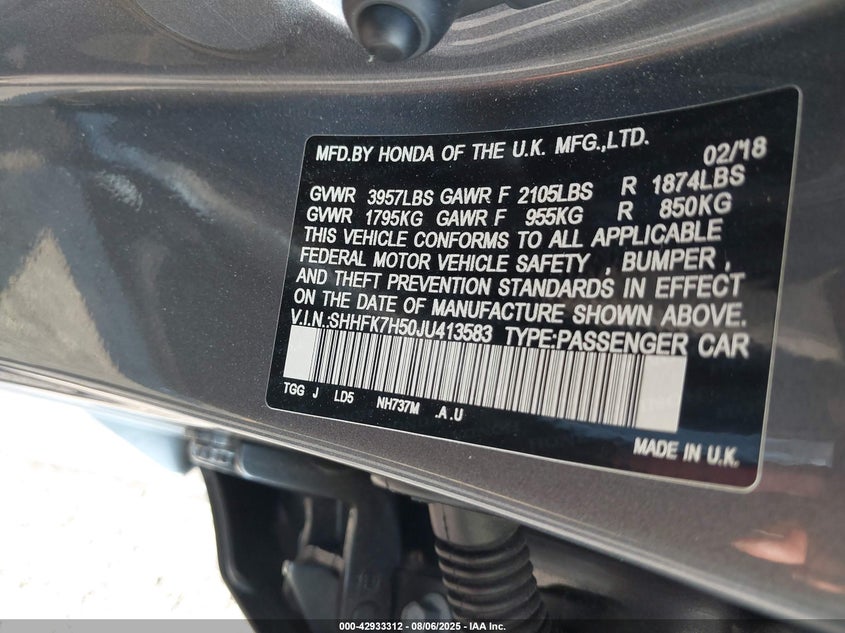 MFD.BY HONDA OF THE U.K. MFG.,LTD. 02/'18
GVWR 3957LBS GAWR F 2105LBS R 1874LBS
GVWR 1795KG GAWR F 955KG R 850KG
THIS VEHICLE CONFORMS TO ALL APPLICABLE
FEDERAL MOTOR VEHICLE SAFETY , BUMPER ,
AND THEFT PREVENTION STANDARDS IN EFFECT
ON THE DATE OF MANUFACTURE SHOWN ABOVE.
V.I.N.:SHHFK7H50JU413583 TYPE:PASSENGER CAR
TGG J LD5 NH737M .A.U
MADE IN U.K.
000-42933312 - 08/06/2025 - IAA Inc.